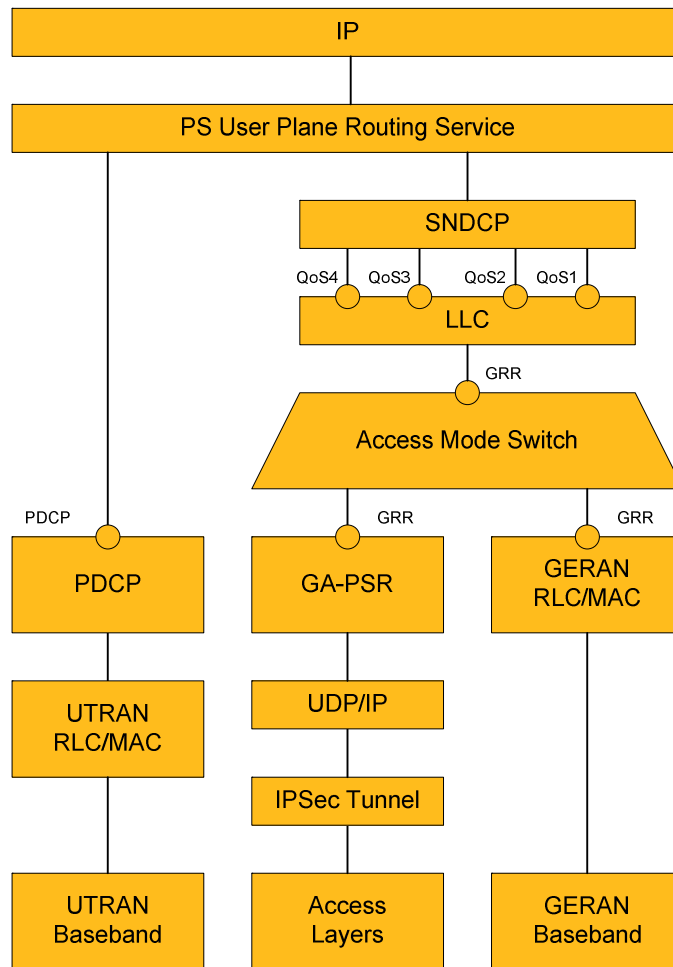 IP
PS User Plane Routing Service
SNDCP
QoS4 QoS3 QoS2 QoS1
LLC
GRR
Access Mode Switch
PDCP GRR GRR
PDCP
GA-PSR
GERAN
RLC/MAC
UTRAN
RLC/MAC
UDP/IP
IPSec Tunnel
UTRAN
Baseband
Access
Layers
GERAN
Baseband